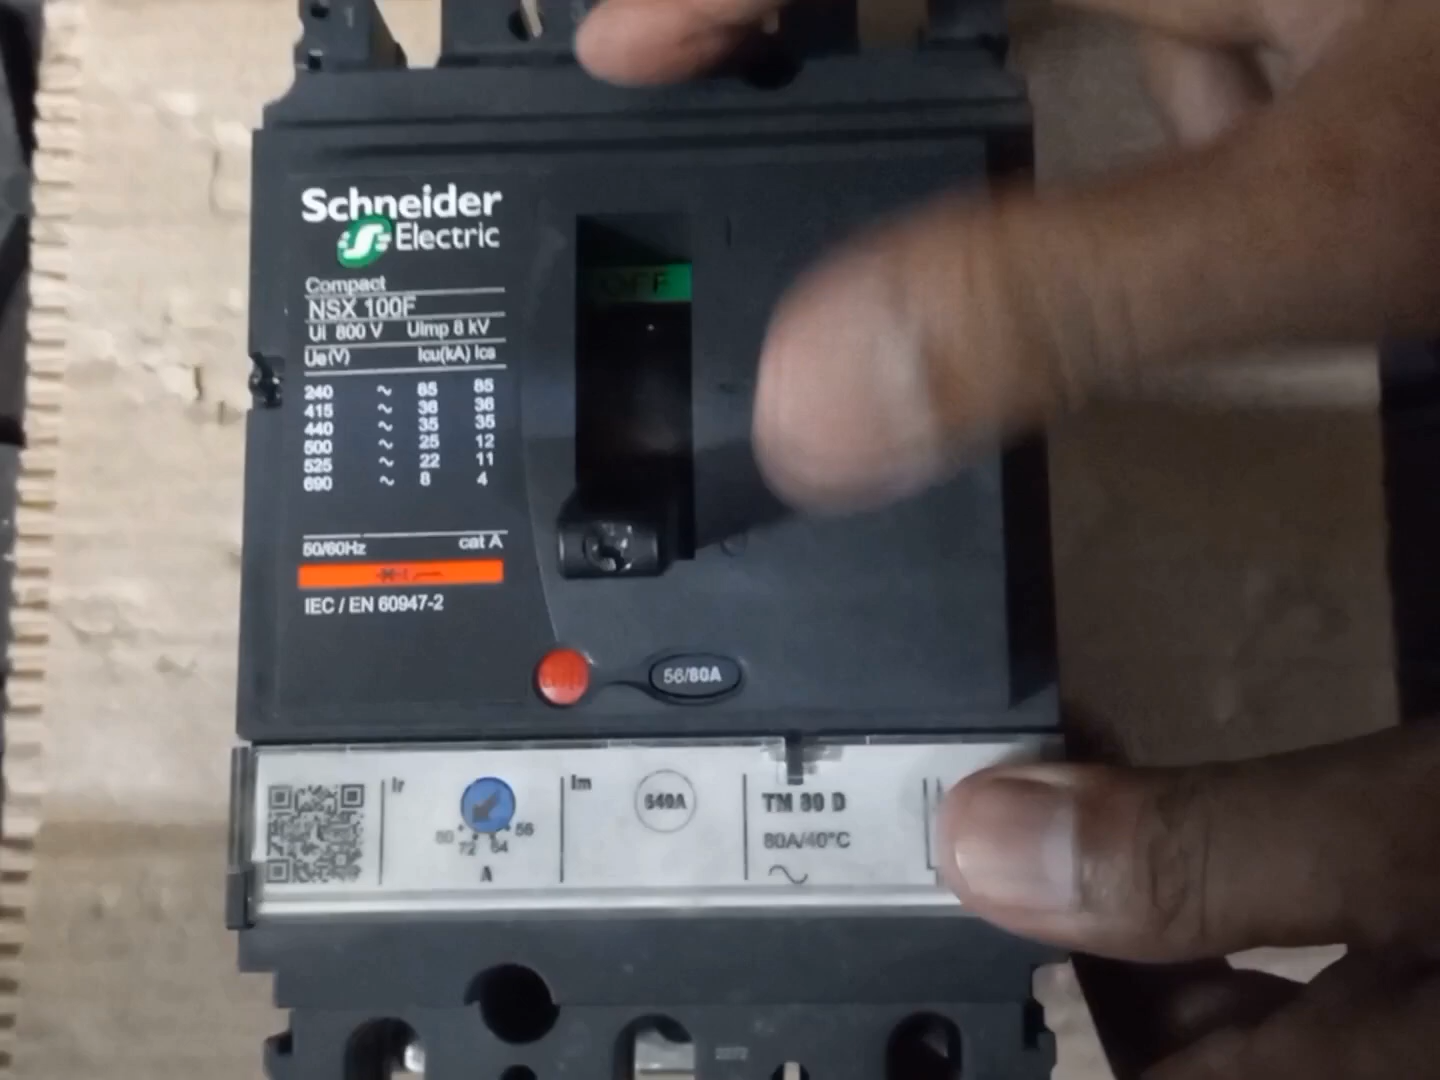 Schneider
Electric
Compact
NSX 100F
Ui 800 V Uimp 8 kV
Ue(V) Icu(kA) Ics
240 ~ 85 85
415 ~ 36 36
440 ~ 35 35
500 ~ 25 12
525 ~ 22 11
690 ~ 8 4
50/60Hz cat A
IEC / EN 60947-2
OFF
56/80A
Ir
80 72 64 56
A
Im
640A
TM 80 D
80A/40°C